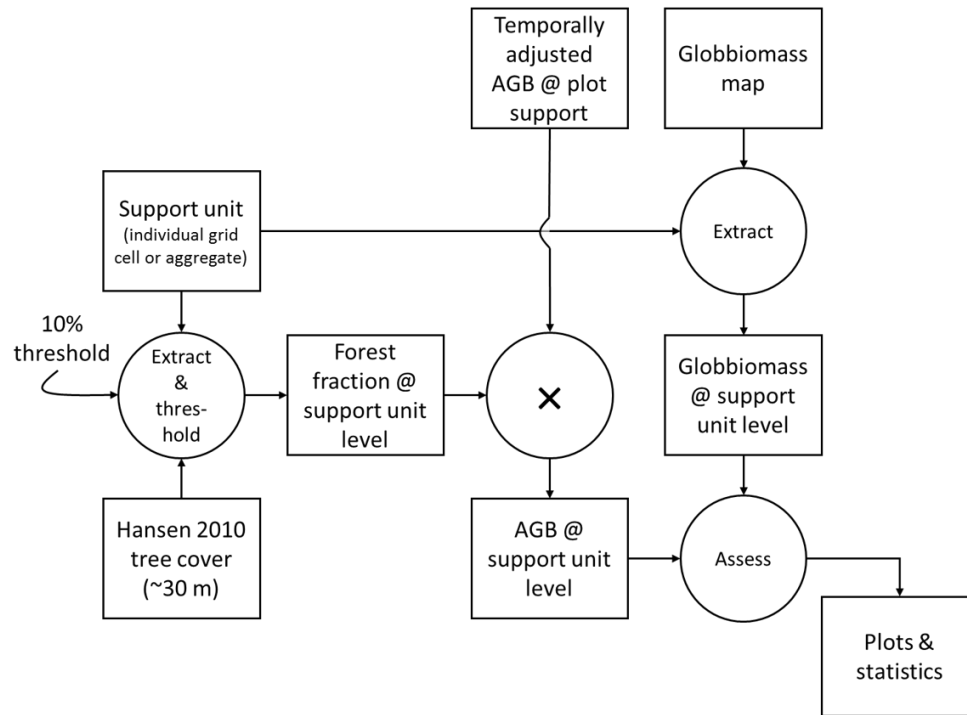 Temporally
adjusted
AGB @ plot
support
Globbiomass
map
Support unit
(individual grid
cell or aggregate)
Extract
10%
threshold
Extract
&
thres-
hold
Forest
fraction @
support unit
level
×
Globbiomass
@ support
unit level
Hansen 2010
tree cover
(~30 m)
AGB @
support unit
level
Assess
Plots &
statistics